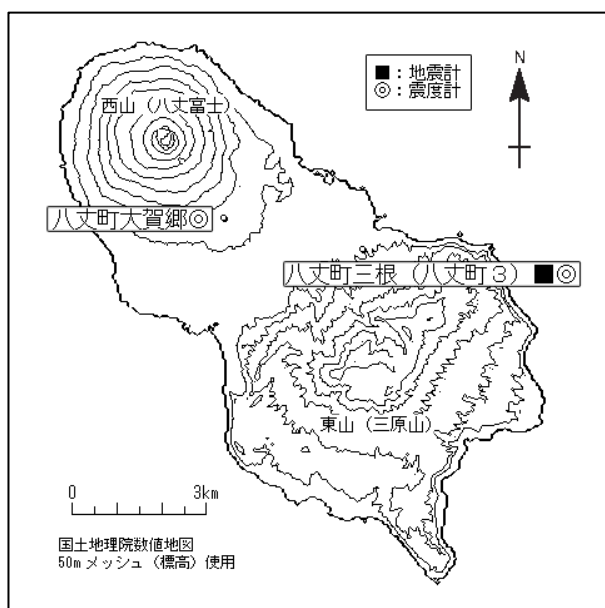 ■：地震計
◎：震度計
N
西山（八丈富士）
八丈町大賀郷◎
八丈町三根（八丈町３）■◎
東山（三原山）
0 3km
国土地理院数値地図
50mメッシュ（標高）使用